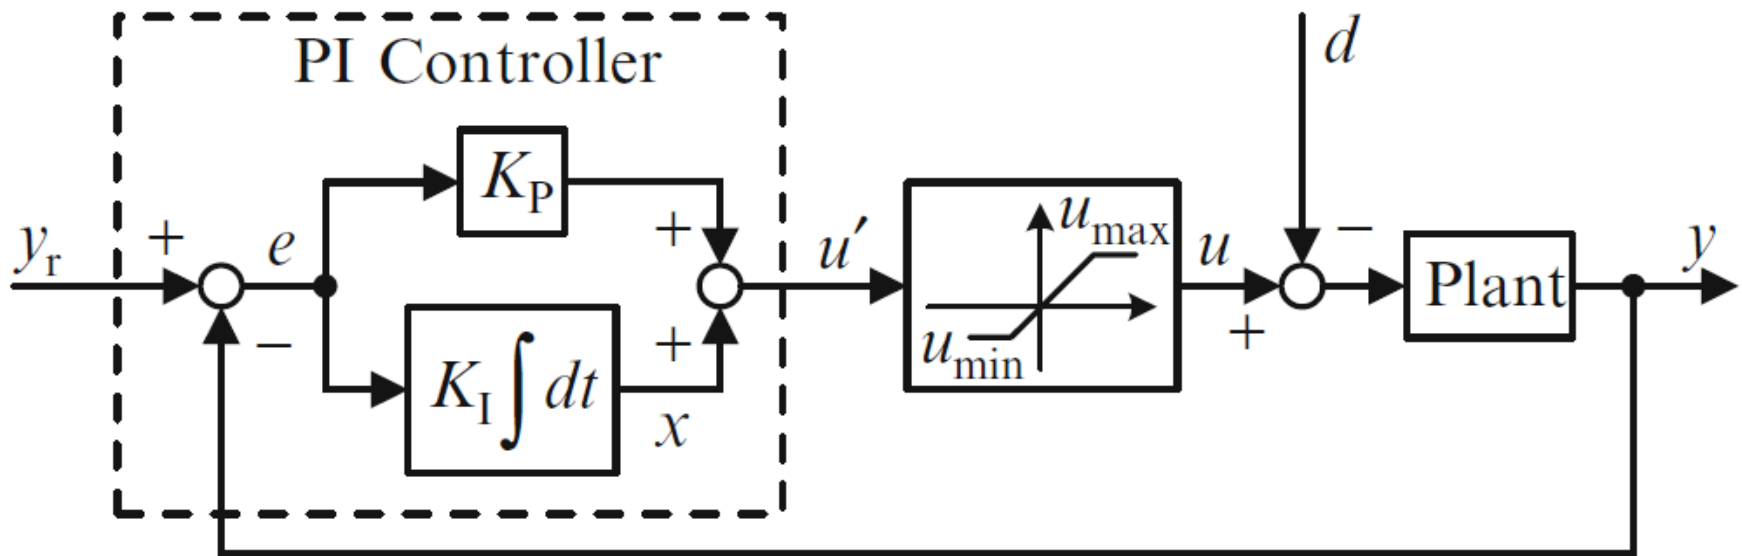 PI Controller
d
K_P
y_r
+
e
+
u′
u_max
u
−
y
Plant
−
+
u_min
+
K_I∫dt
x